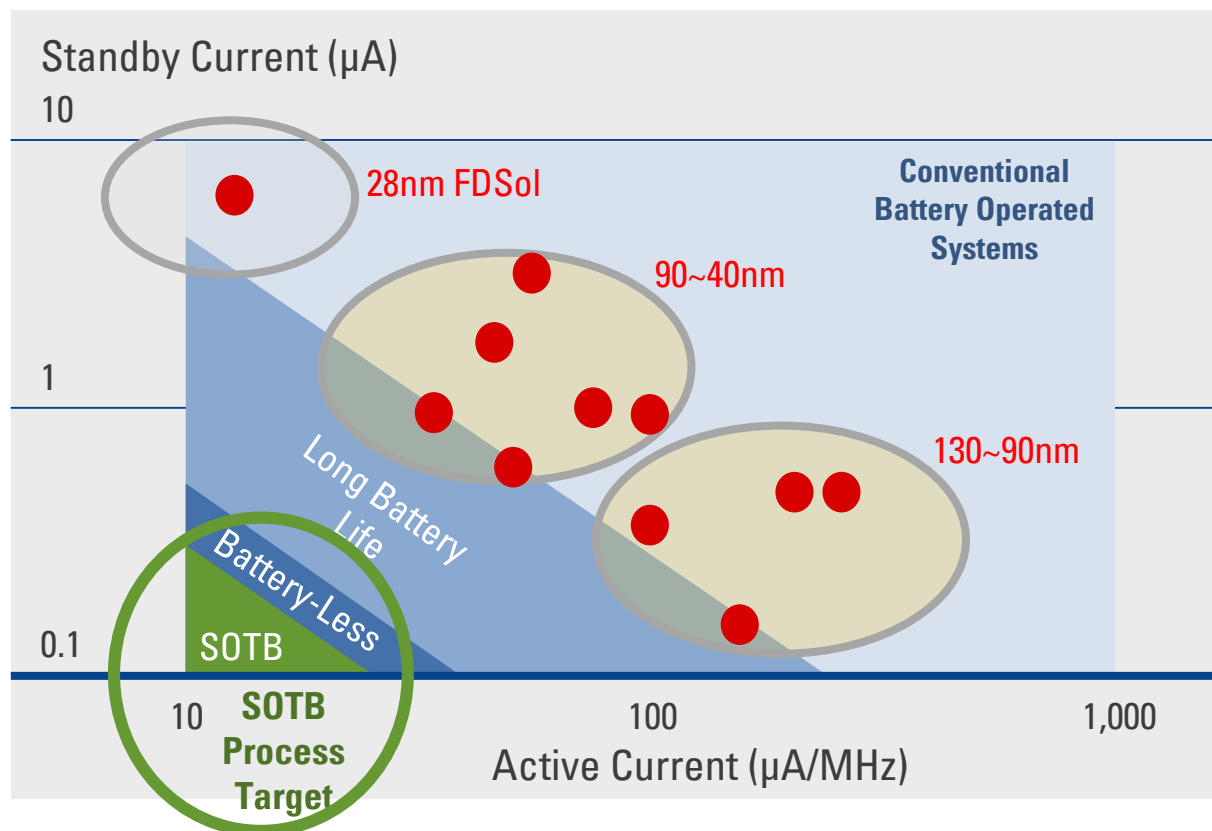 Standby Current (µA)
10
28nm FDSol
Conventional
Battery Operated
Systems
90~40nm
1
130~90nm
Long Battery
Life
Battery-Less
0.1
SOTB
10
100
1,000
SOTB
Process
Target
Active Current (µA/MHz)